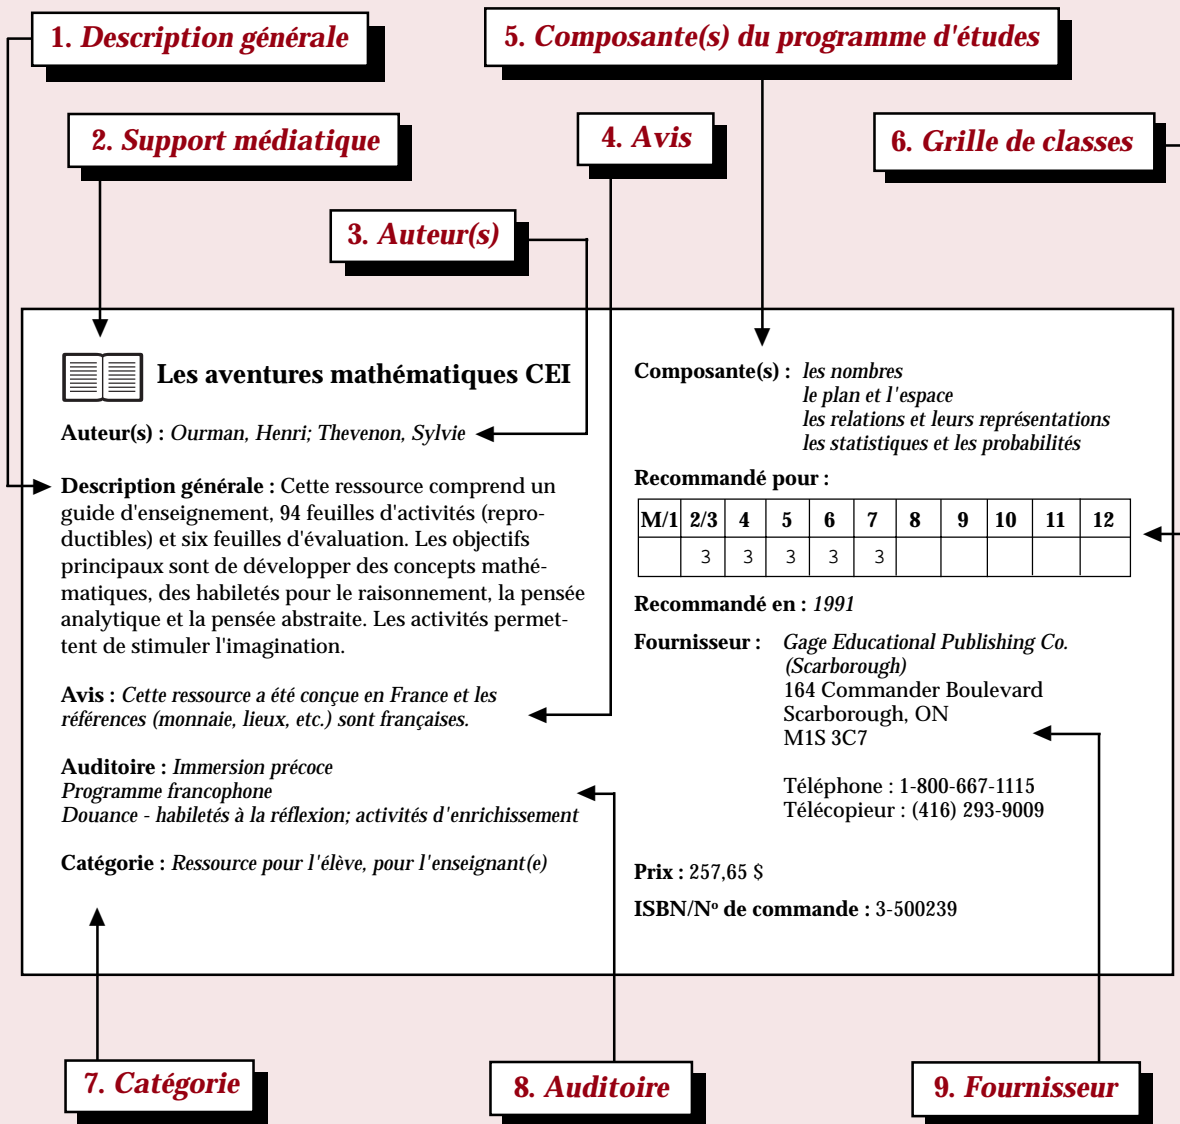 1. Description générale
5. Composante(s) du programme d'études
2. Support médiatique
4. Avis
6. Grille de classes
3. Auteur(s)
Les aventures mathématiques CEI
Auteur(s) : Ourman, Henri; Thevenon, Sylvie
Description générale : Cette ressource comprend un
guide d'enseignement, 94 feuilles d'activités (repro-
ductibles) et six feuilles d'évaluation. Les objectifs
principaux sont de développer des concepts mathé-
matiques, des habiletés pour le raisonnement, la pensée
analytique et la pensée abstraite. Les activités permet-
tent de stimuler l'imagination.
Avis : Cette ressource a été conçue en France et les
références (monnaie, lieux, etc.) sont françaises.
Auditoire : Immersion précoce
Programme francophone
Douance - habiletés à la réflexion; activités d'enrichissement
Catégorie : Ressource pour l'élève, pour l'enseignant(e)
Composante(s) : les nombres
le plan et l'espace
les relations et leurs représentations
les statistiques et les probabilités
Recommandé pour :
M/1 2/3 4 5 6 7 8 9 10 11 12
3 3 3 3 3
Recommandé en : 1991
Fournisseur : Gage Educational Publishing Co.
(Scarborough)
164 Commander Boulevard
Scarborough, ON
M1S 3C7
Téléphone : 1-800-667-1115
Télécopieur : (416) 293-9009
Prix : 257,65 $
ISBN/Nº de commande : 3-500239
7. Catégorie
8. Auditoire
9. Fournisseur